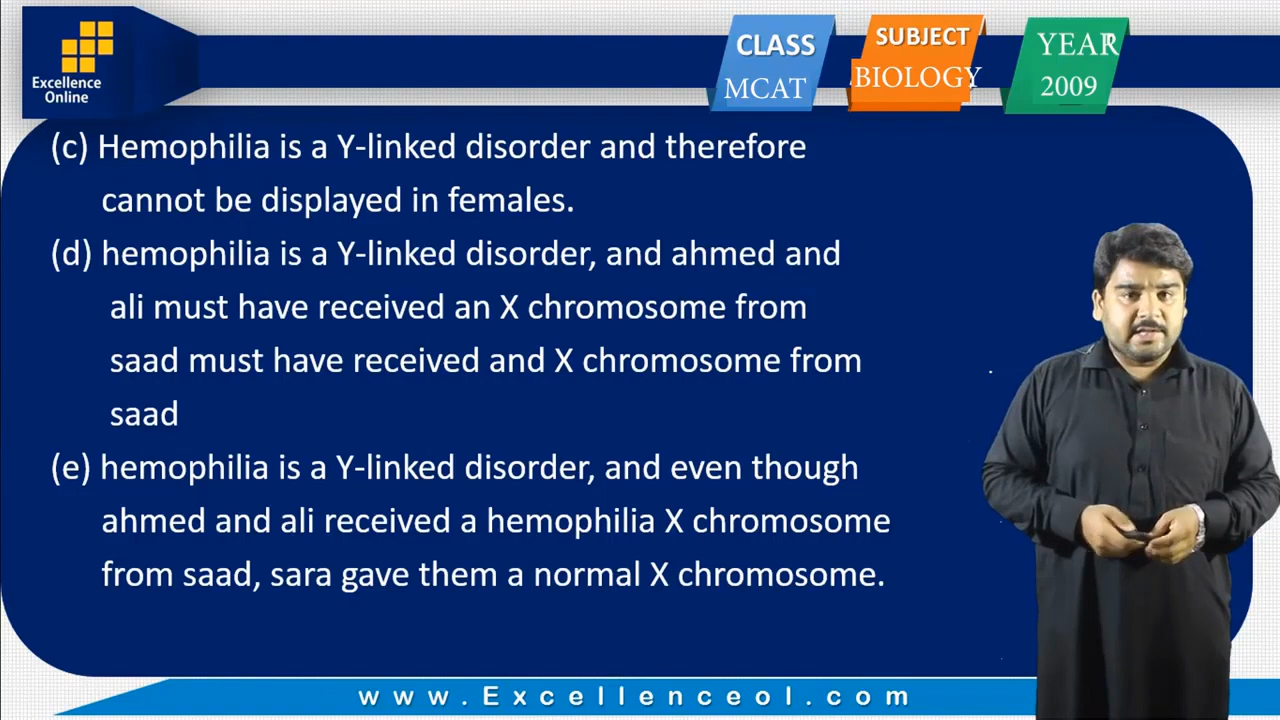 Excellence
Online
CLASS
MCAT
SUBJECT
BIOLOGY
YEAR
2009
(c) Hemophilia is a Y-linked disorder and therefore
cannot be displayed in females.
(d) hemophilia is a Y-linked disorder, and ahmed and
ali must have received an X chromosome from
saad must have received and X chromosome from
saad
(e) hemophilia is a Y-linked disorder, and even though
ahmed and ali received a hemophilia X chromosome
from saad, sara gave them a normal X chromosome.
www.Excellenceol.com